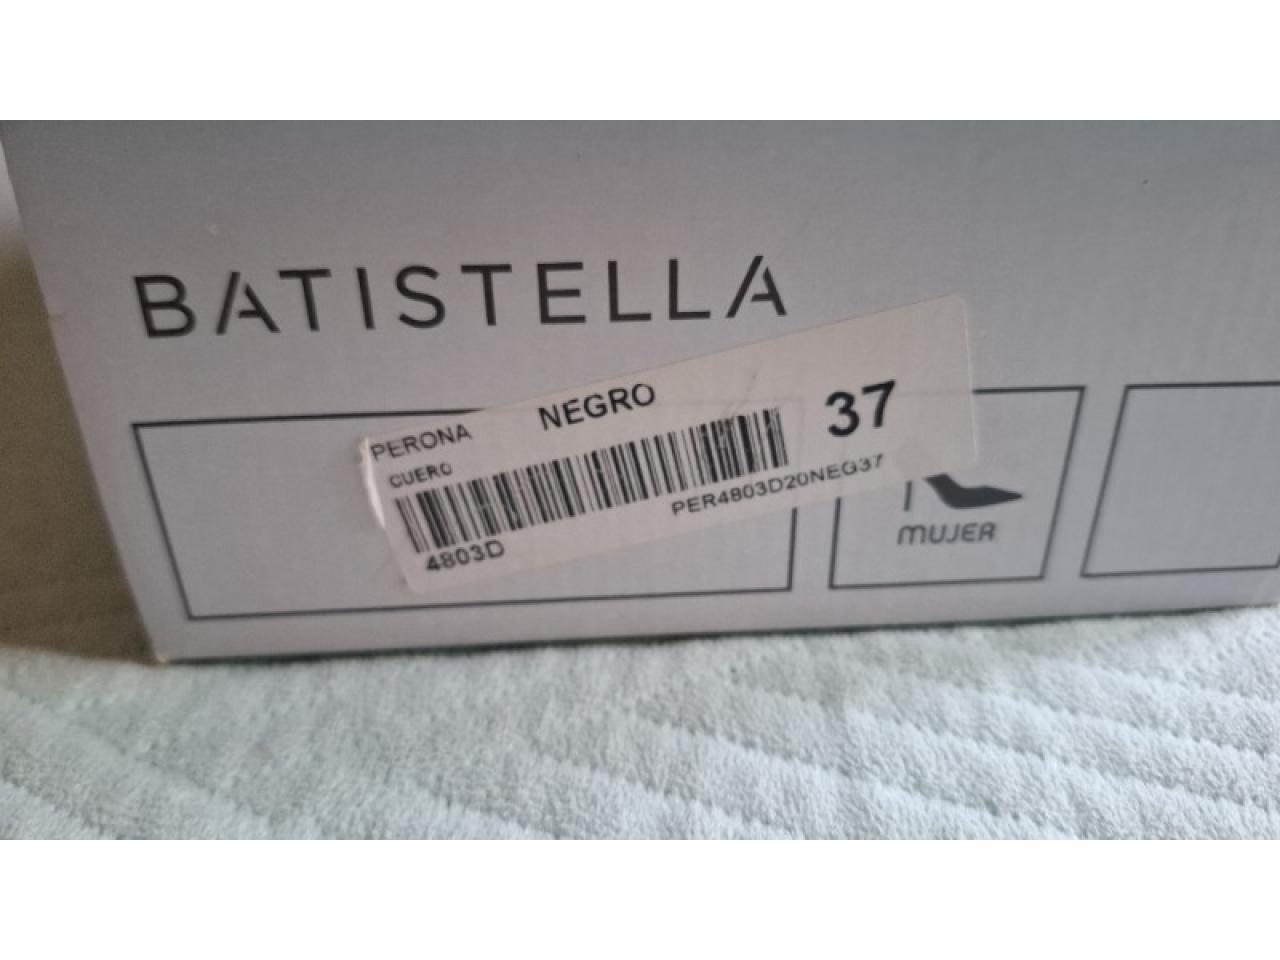 BATISTELLA
PERONA NEGRO 37
CUERO
4803D PER4803D20NEG37
MUJER